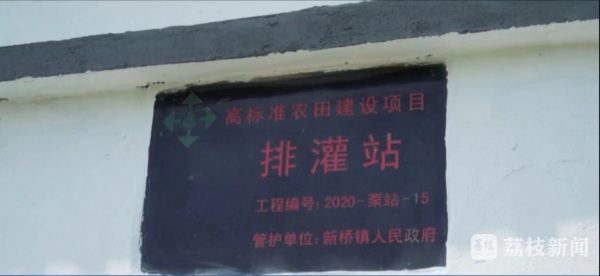 高标准农田建设项目
排灌站
工程编号:2020-泵站-15
管护单位:新桥镇人民政府
荔枝新闻